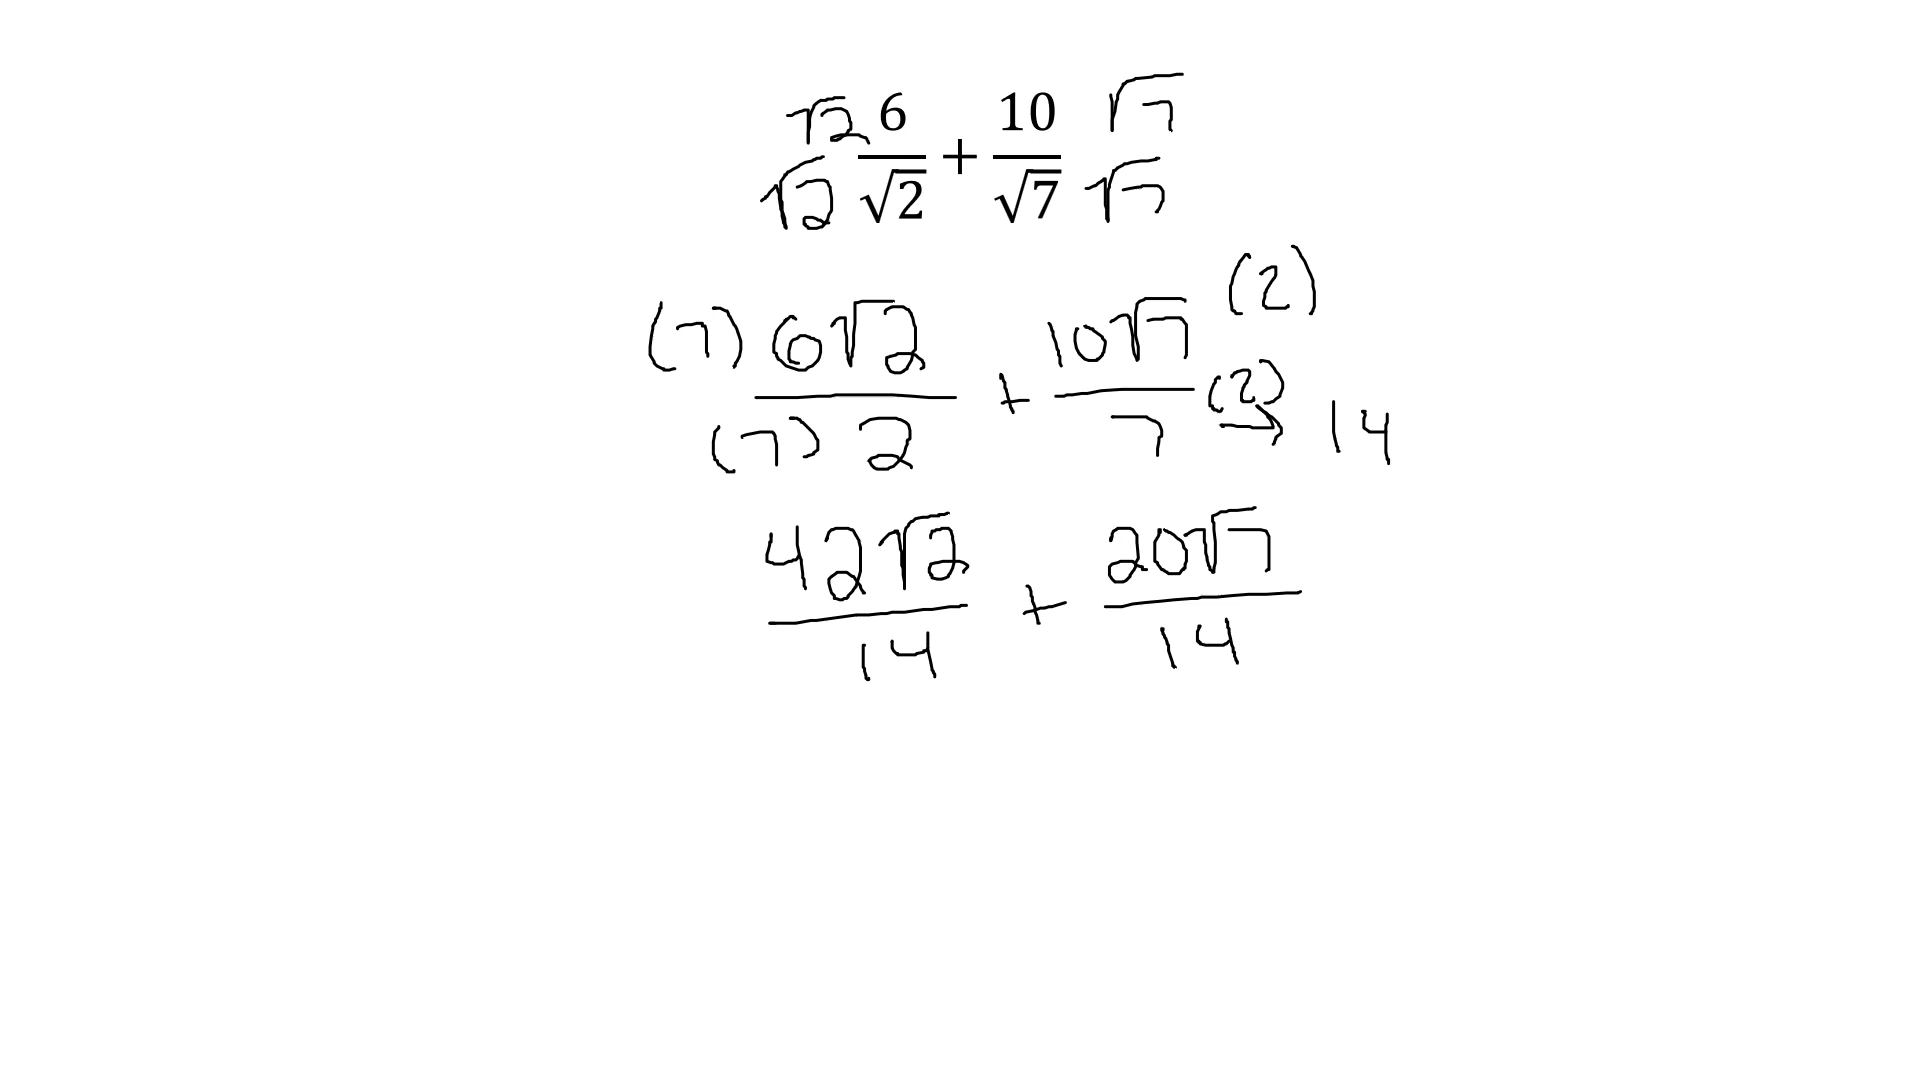 √2 6 + 10 √7
√2 √2 √7 √7
(7) 6√2 + 10√7 (2)
(7) 2 7 (2) → 14
42√2 + 20√7
14 14